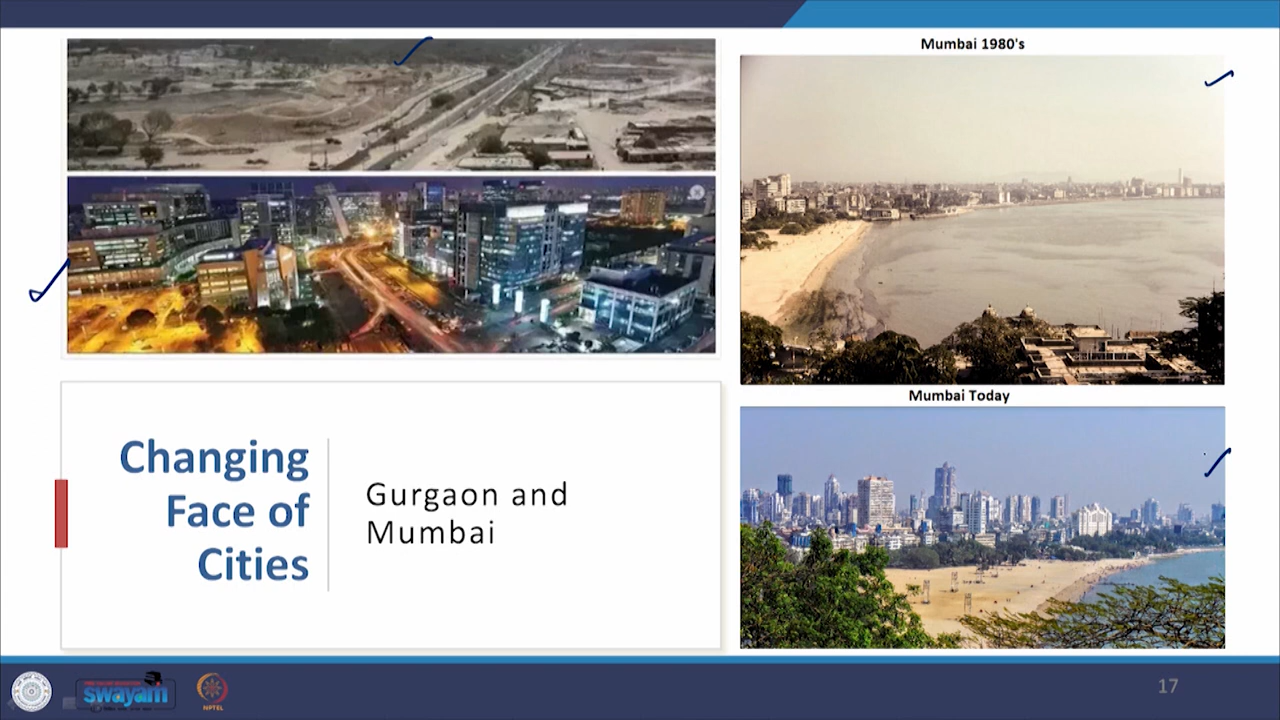 Mumbai 1980's
Mumbai Today
Changing
Face of
Cities
Gurgaon and
Mumbai
swayam
NPTEL
17